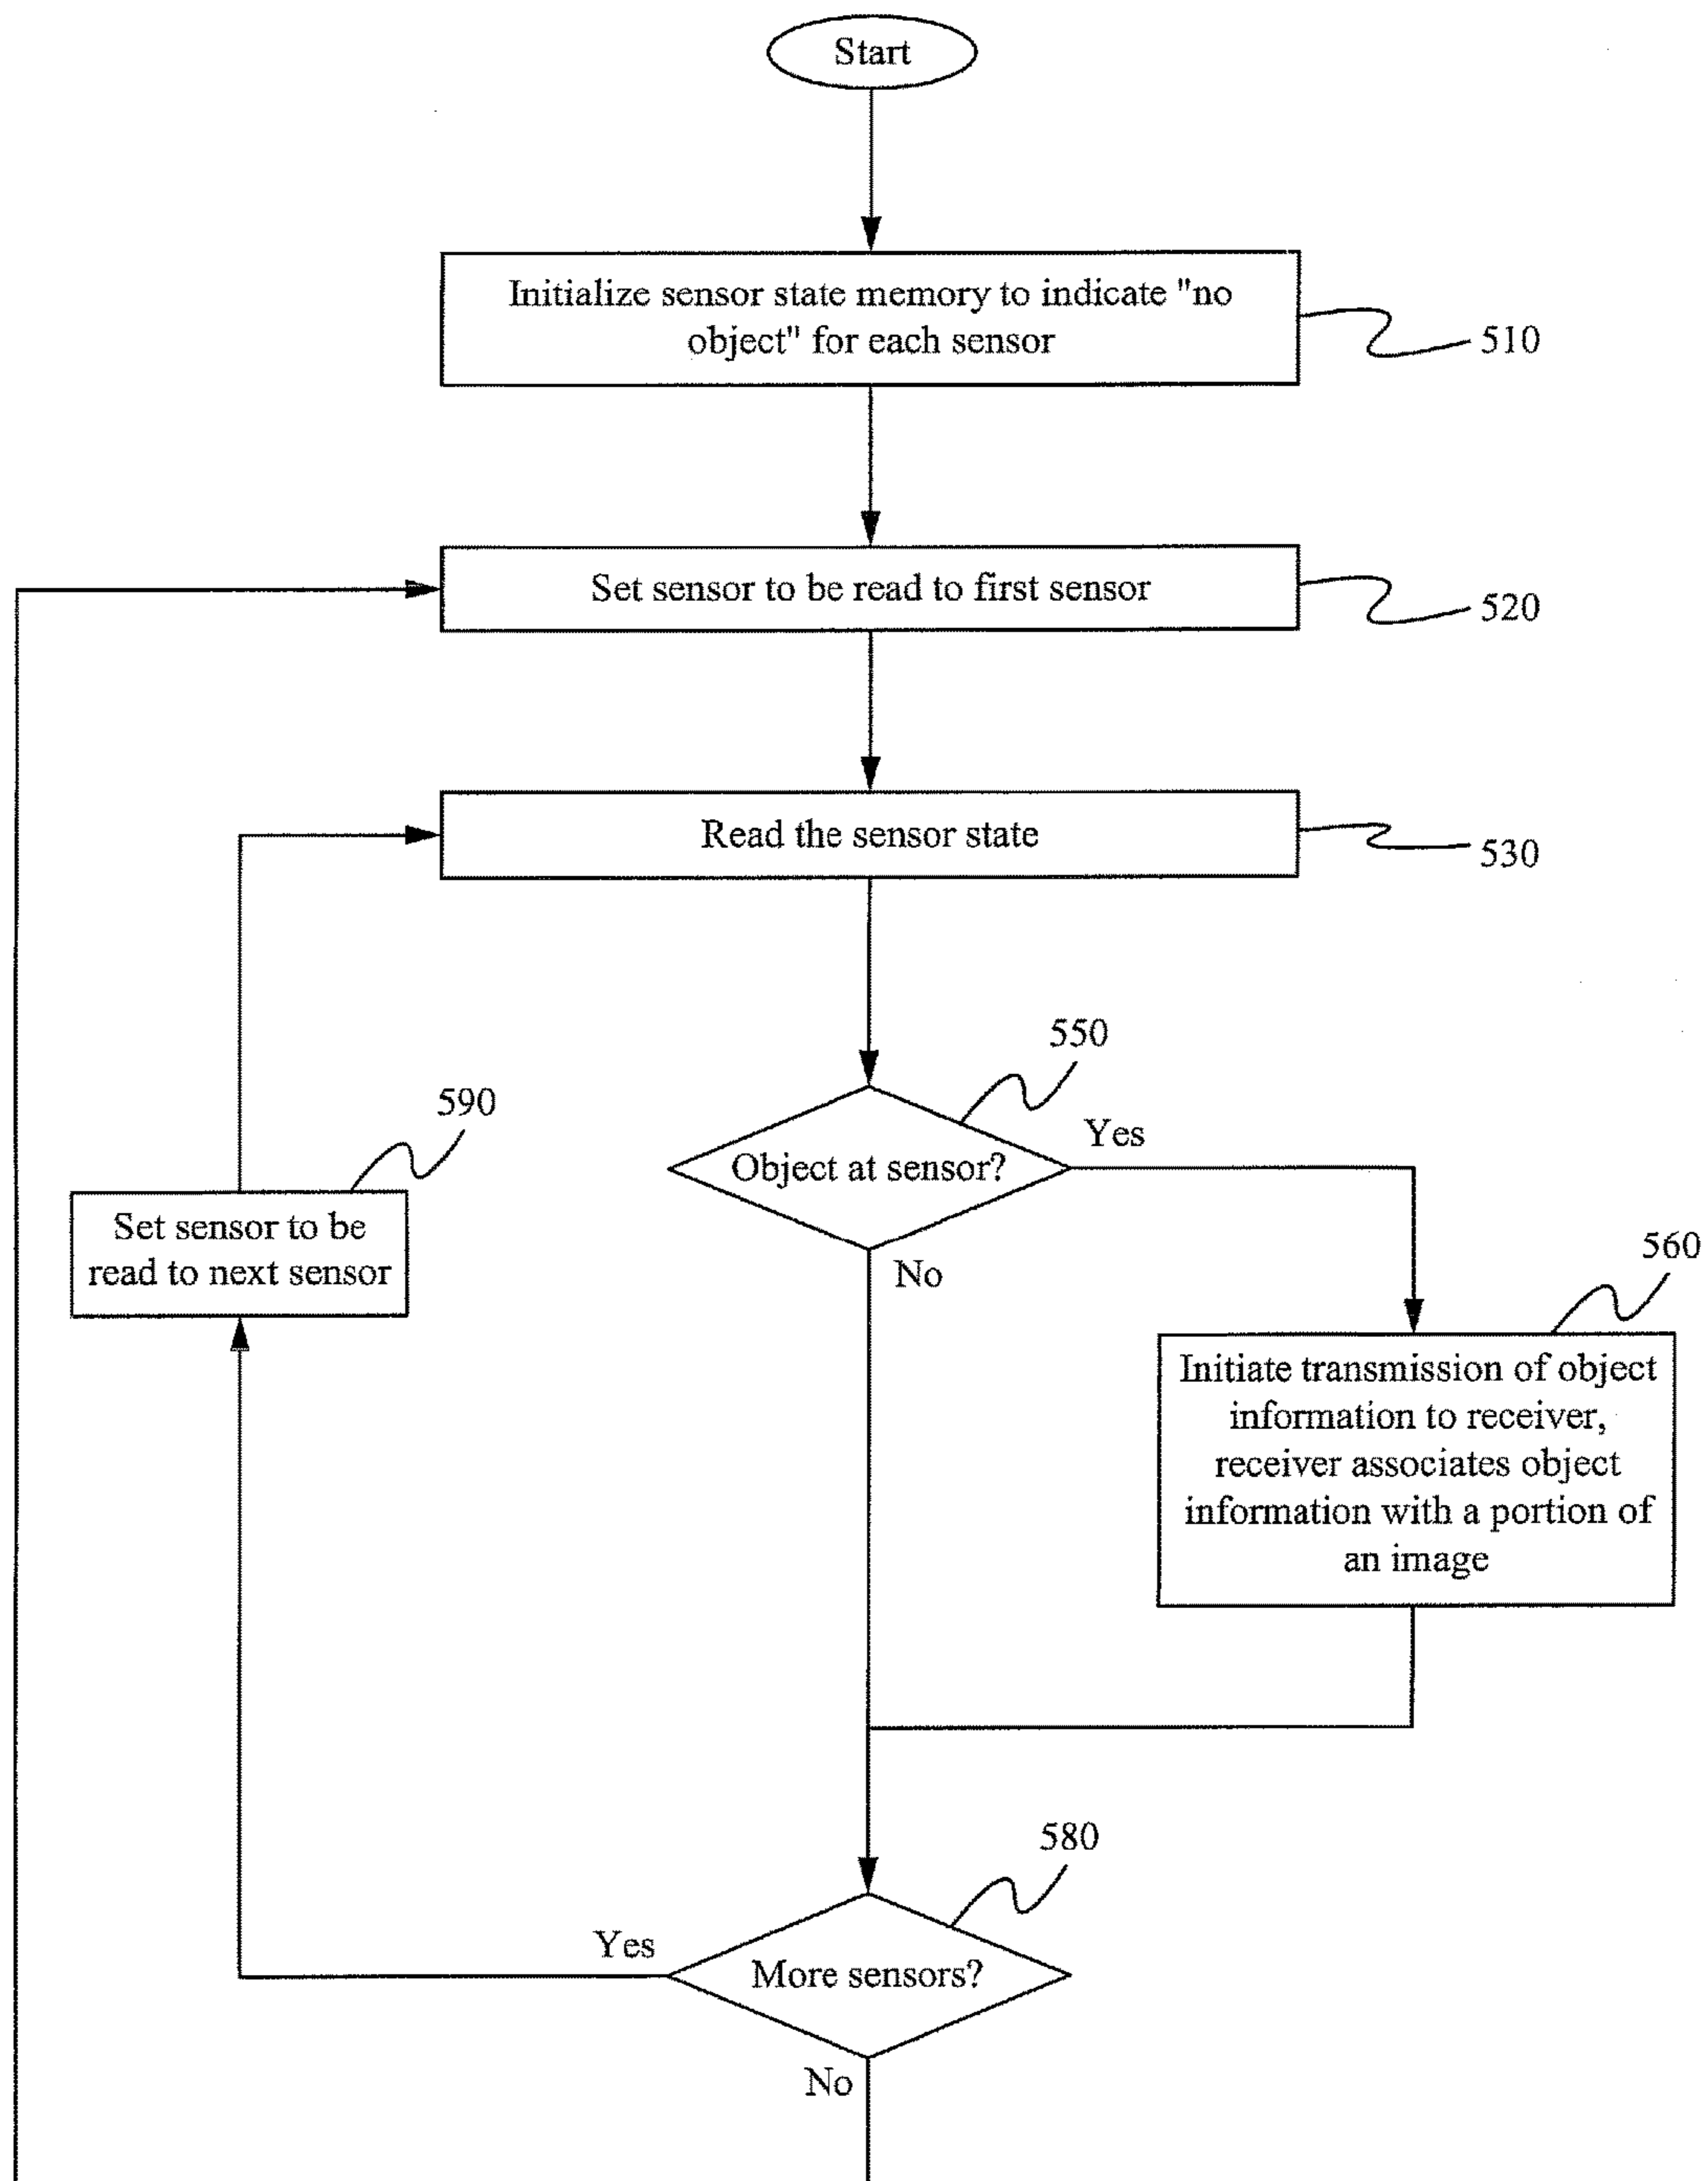 Start
Initialize sensor state memory to indicate "no
object" for each sensor
510
Set sensor to be read to first sensor
520
Read the sensor state
530
550
590
Yes
Object at sensor?
Set sensor to be
read to next sensor
No
560
Initiate transmission of object
information to receiver,
receiver associates object
information with a portion of
an image
580
Yes
More sensors?
No